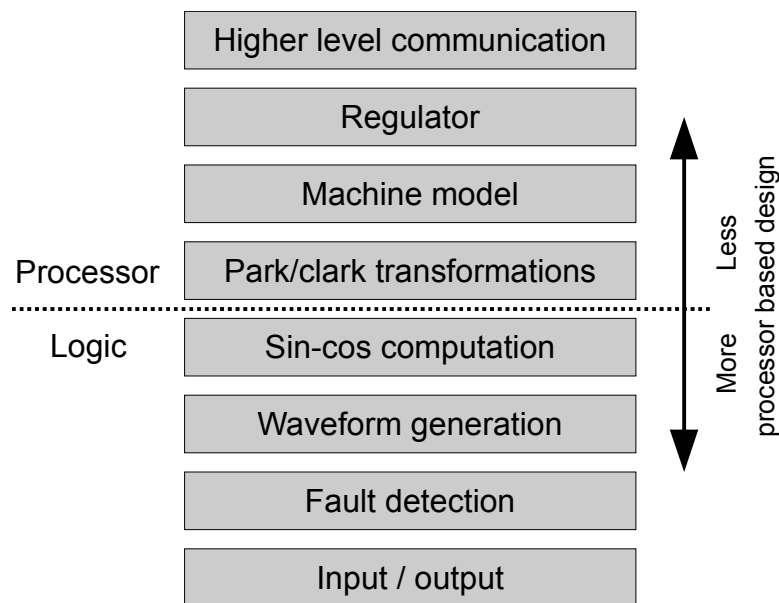 Higher level communication
Regulator
Machine model
Processor
Park/clark transformations
Logic
Sin-cos computation
Waveform generation
Fault detection
Input / output
Less
More
processor based design